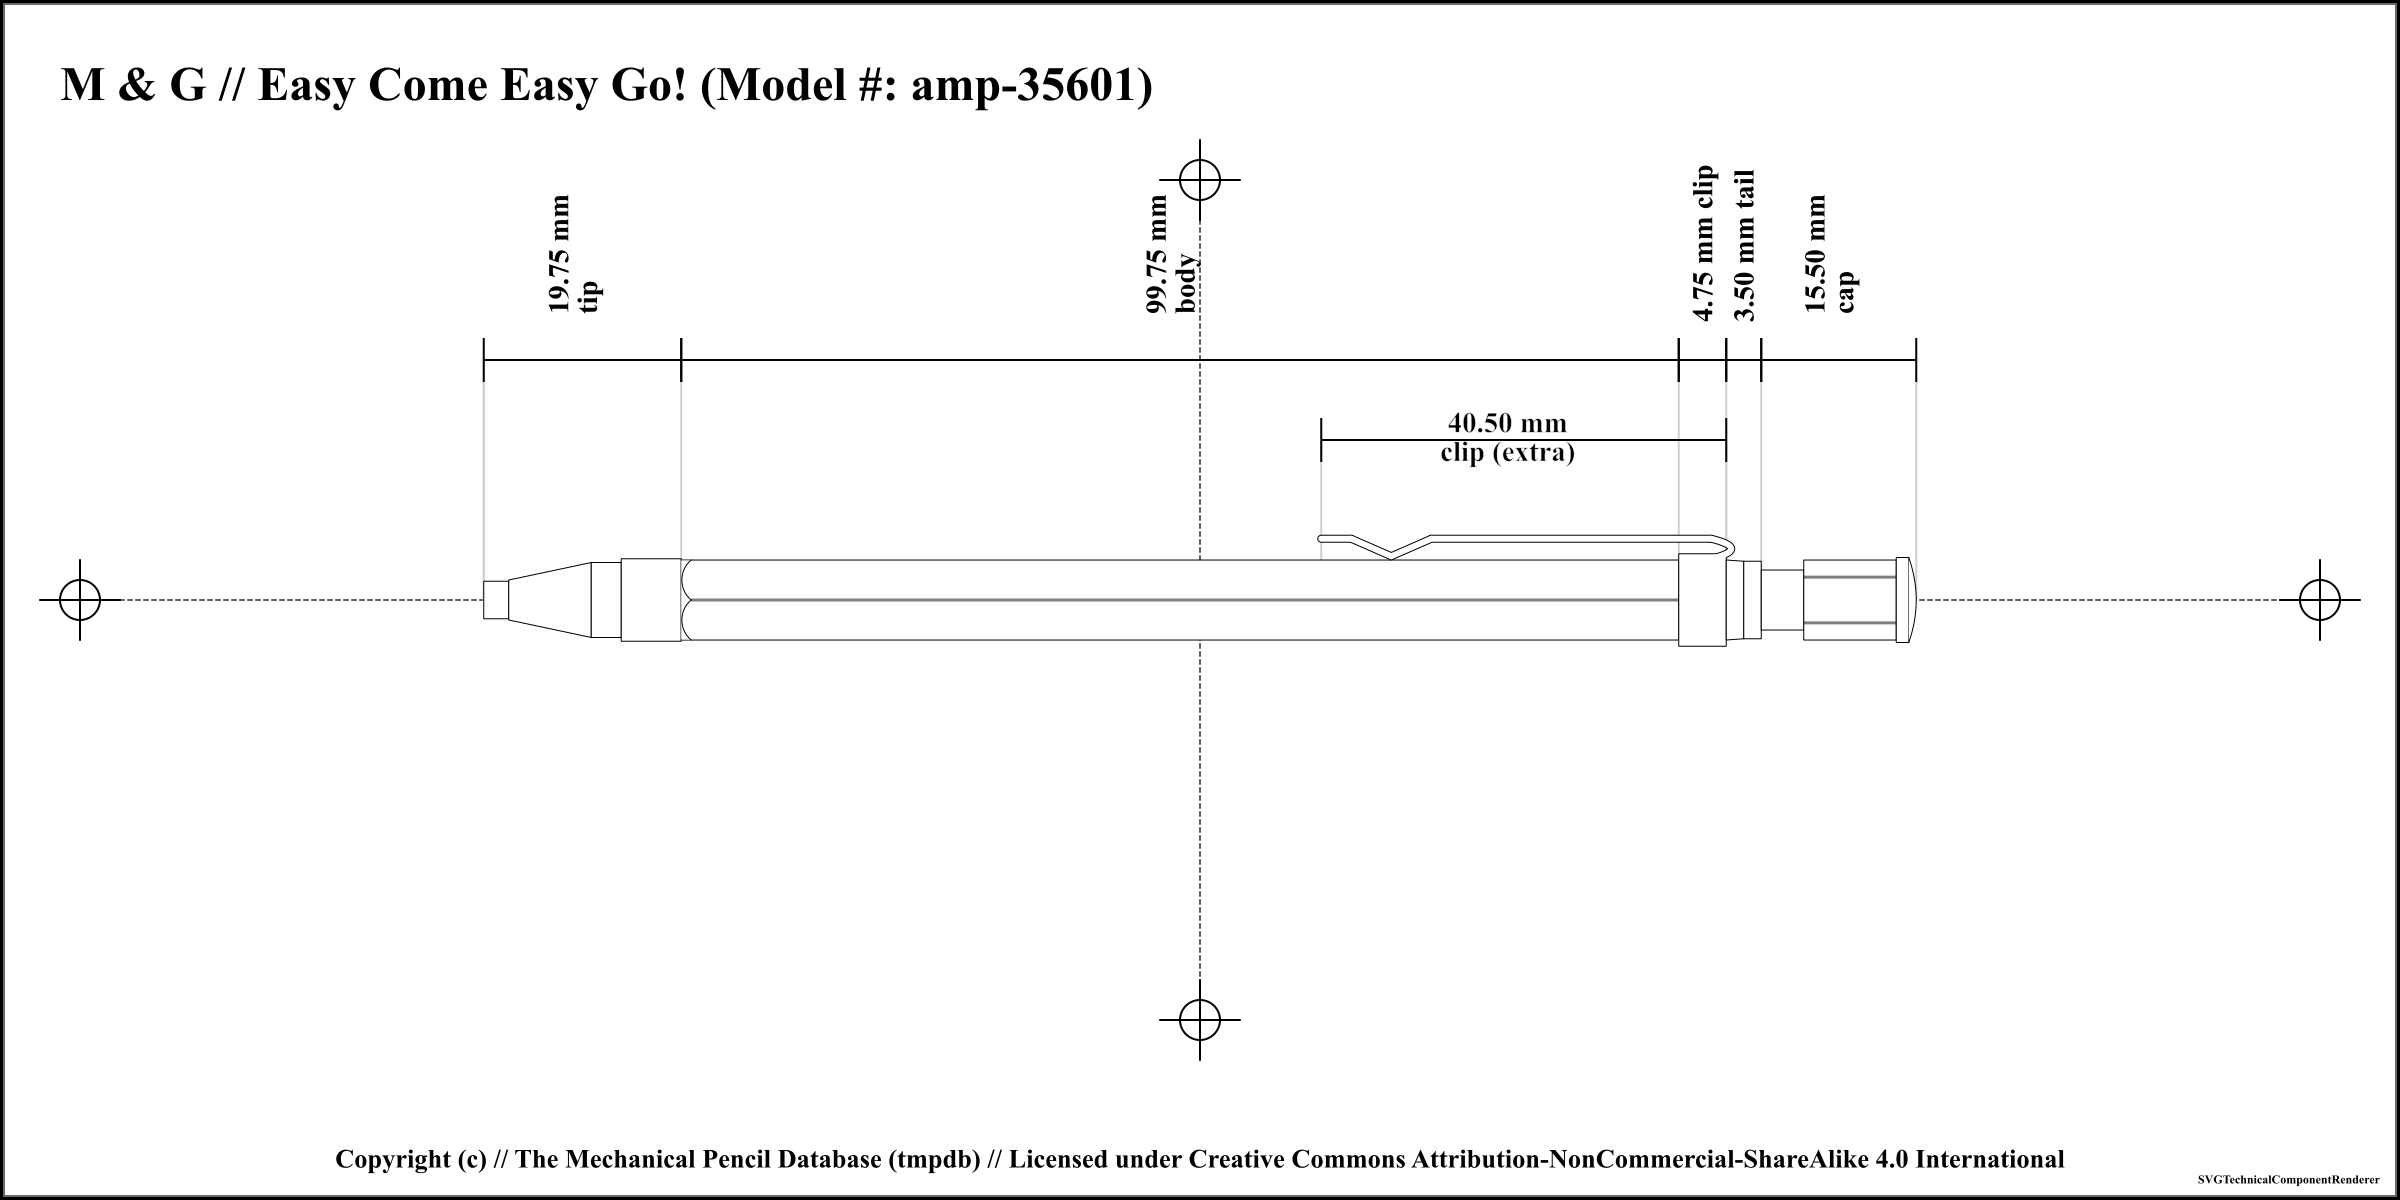 M & G // Easy Come Easy Go! (Model #: amp-35601)
19.75 mm
tip
99.75 mm
body
4.75 mm clip
3.50 mm tail
15.50 mm
cap
40.50 mm
clip (extra)
Copyright (c) // The Mechanical Pencil Database (tmpdb) // Licensed under Creative Commons Attribution-NonCommercial-ShareAlike 4.0 International
SVGTechnicalComponentRenderer